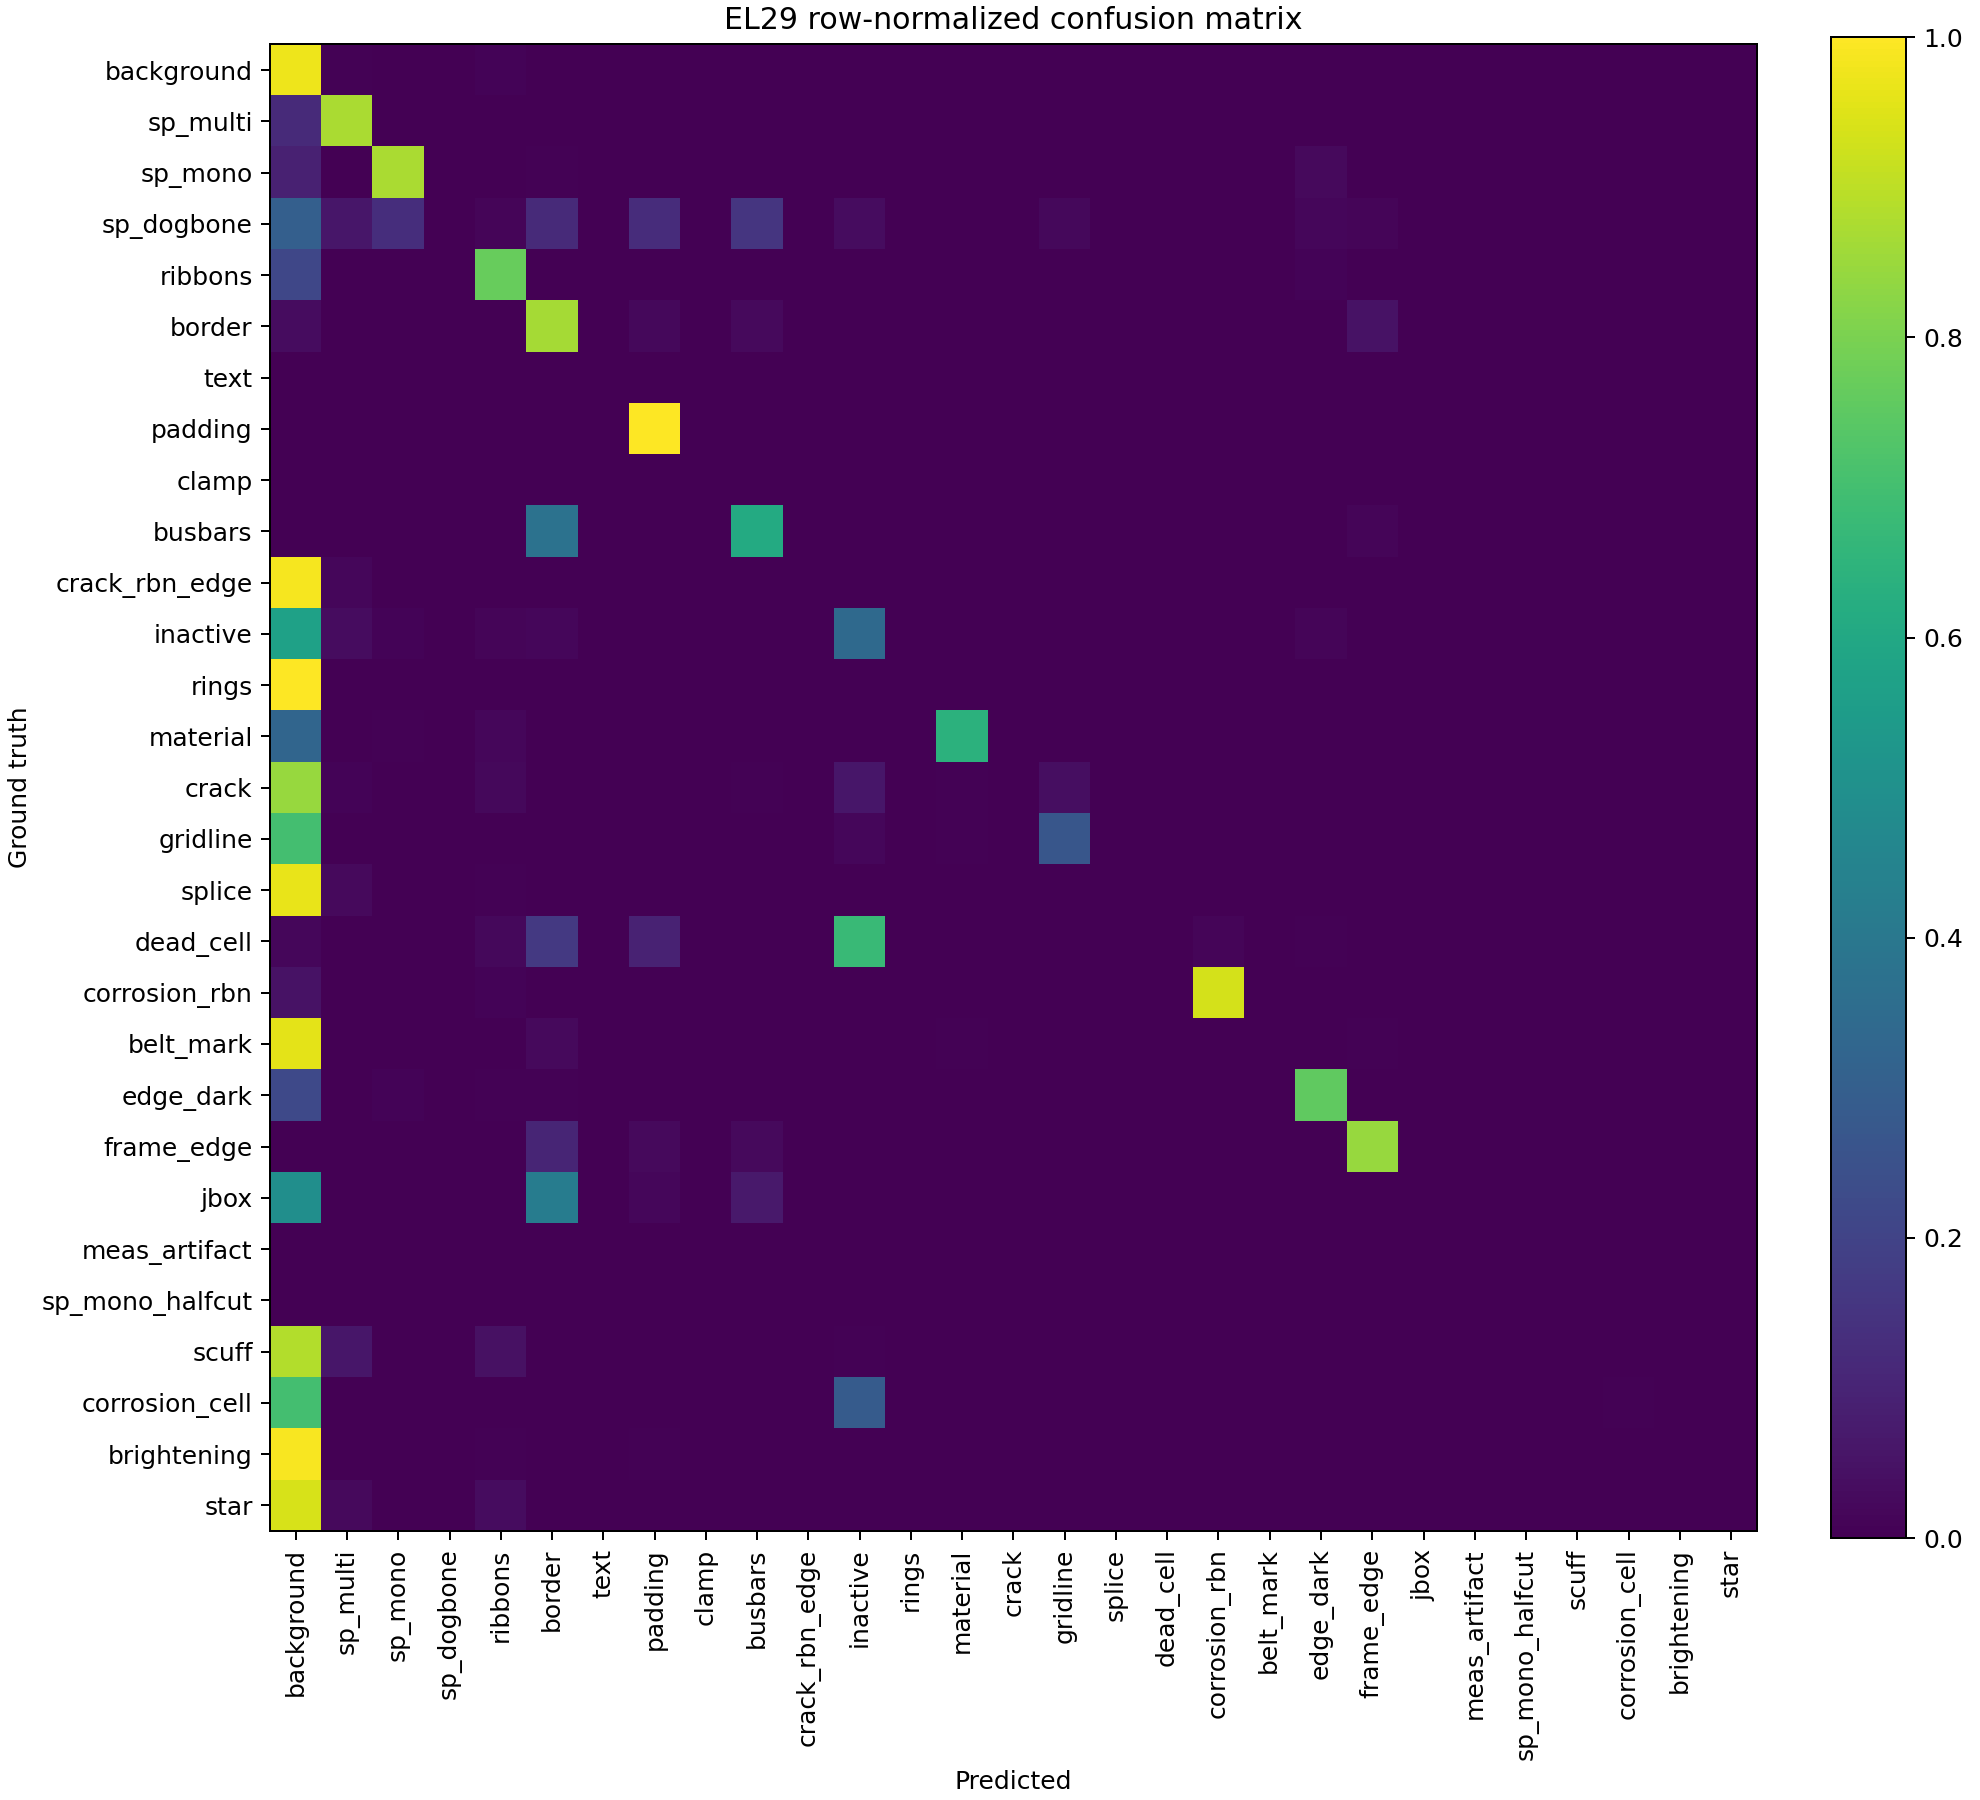 EL29 row-normalized confusion matrix
background
sp_multi
sp_mono
sp_dogbone
ribbons
border
text
padding
clamp
busbars
crack_rbn_edge
inactive
rings
material
crack
gridline
splice
dead_cell
corrosion_rbn
belt_mark
edge_dark
frame_edge
jbox
meas_artifact
sp_mono_halfcut
scuff
corrosion_cell
brightening
star
Ground truth
background
sp_multi
sp_mono
sp_dogbone
ribbons
border
text
padding
clamp
busbars
crack_rbn_edge
inactive
rings
material
crack
gridline
splice
dead_cell
corrosion_rbn
belt_mark
edge_dark
frame_edge
jbox
meas_artifact
sp_mono_halfcut
scuff
corrosion_cell
brightening
star
Predicted
1.0
0.8
0.6
0.4
0.2
0.0